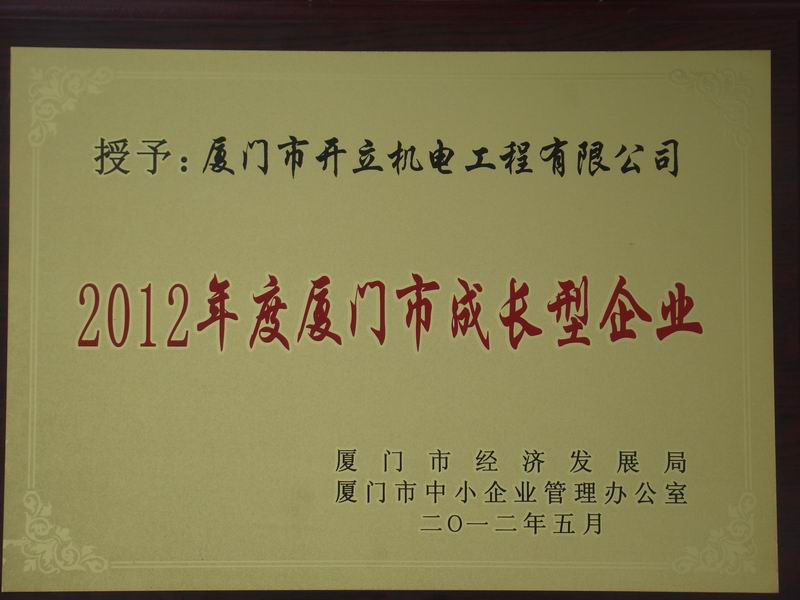 授予：厦门市开立机电工程有限公司
2012年度厦门市成长型企业
厦门市经济发展局
厦门市中小企业管理办公室
二〇一二年五月